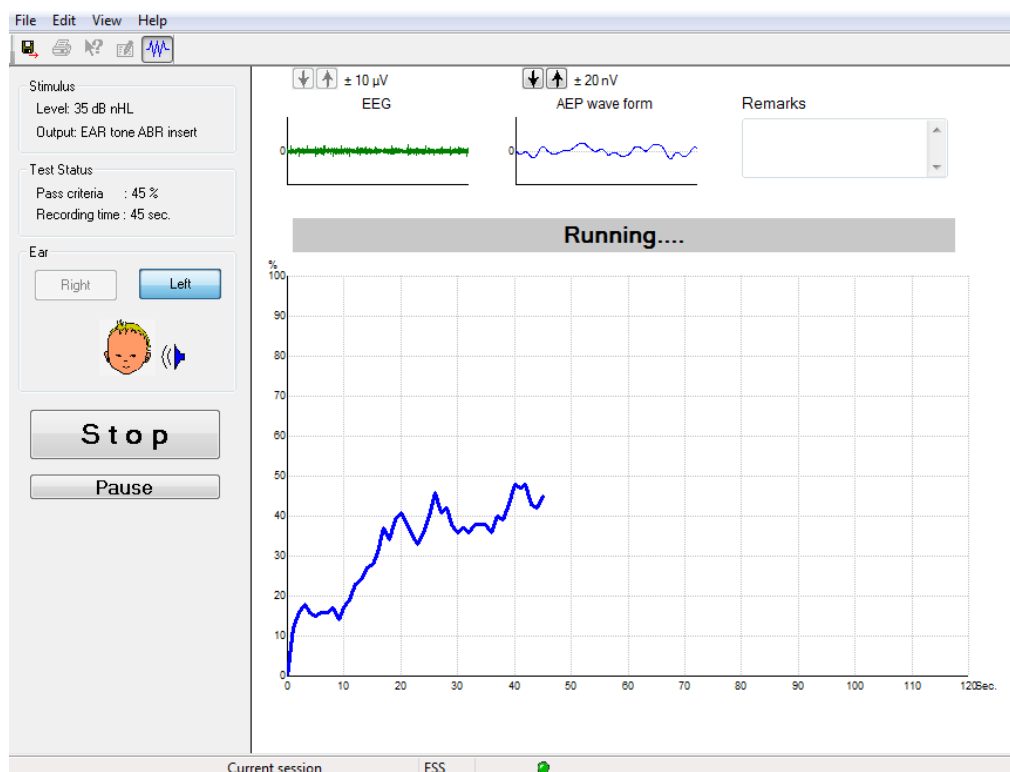 File Edit View Help
± 10 µV
± 20 nV
EEG
AEP wave form
Remarks
Stimulus
Level: 35 dB nHL
Output: EAR tone ABR insert
Test Status
Pass criteria : 45 %
Recording time : 45 sec.
Ear
Right Left
Stop
Pause
0
0
Running....
%
100
90
80
70
60
50
40
30
20
10
0
0 10 20 30 40 50 60 70 80 90 100 110 120 Sec.
Current session ESS